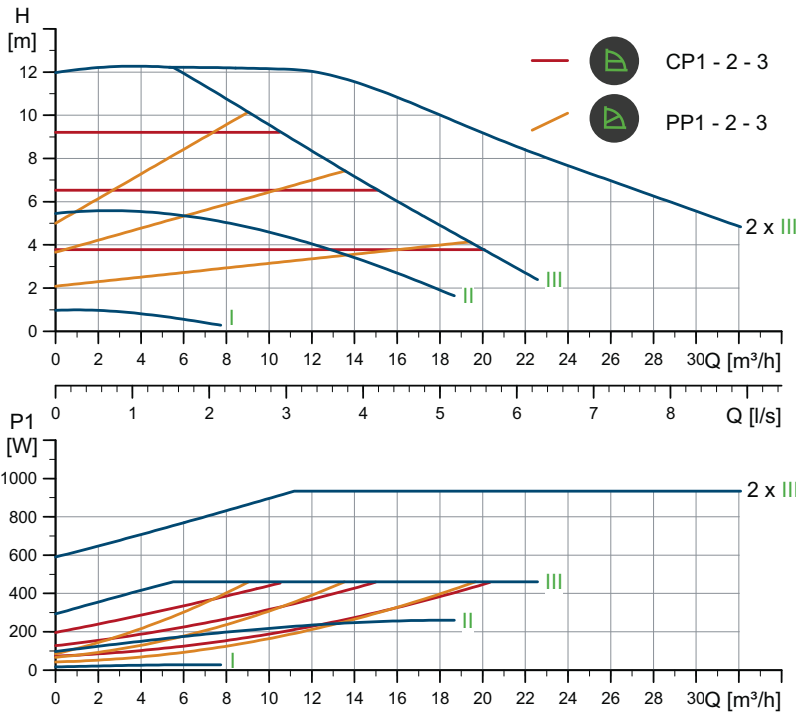 H
[m]
12
10
8
6
4
2
0
CP1 - 2 - 3
PP1 - 2 - 3
2 x III
III
II
I
0 2 4 6 8 10 12 14 16 18 20 22 24 26 28 30 Q [m³/h]
0 1 2 3 4 5 6 7 8 Q [l/s]
P1
[W]
1000
800
600
400
200
0
2 x III
III
II
I
0 2 4 6 8 10 12 14 16 18 20 22 24 26 28 30 Q [m³/h]